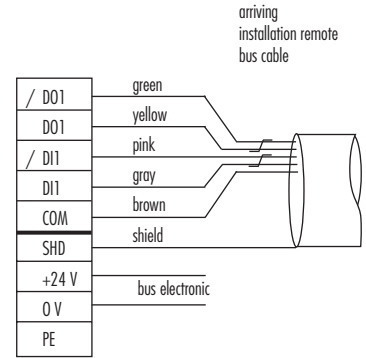 arriving
installation remote
bus cable
/ DO1 green
DO1 yellow
/ DI1 pink
DI1 gray
COM brown
SHD shield
+24 V
bus electronic
0 V
PE